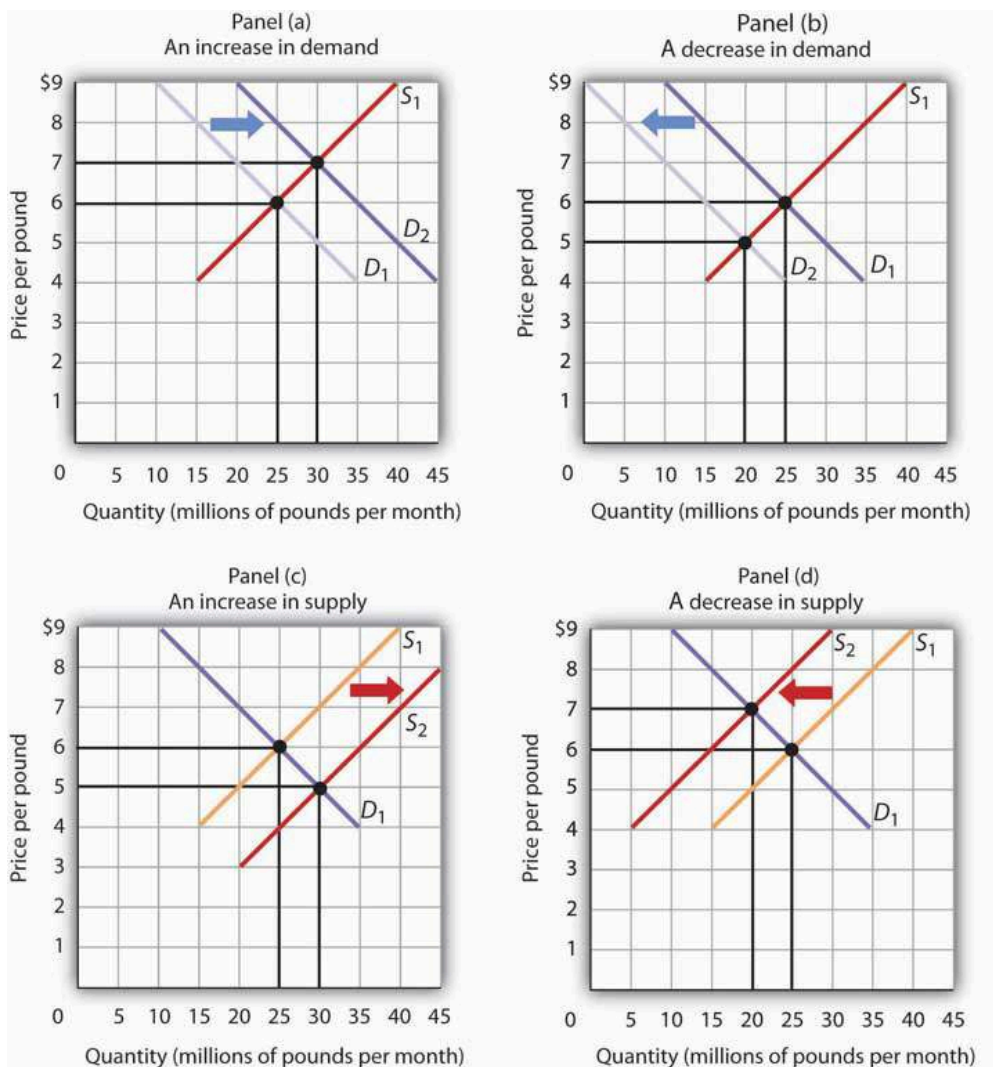 Panel (a)
An increase in demand
$9
8
7
6
5
4
3
2
1
0
5 10 15 20 25 30 35 40 45
S1
D2
D1
Price per pound
Quantity (millions of pounds per month)
Panel (b)
A decrease in demand
$9
8
7
6
5
4
3
2
1
0
5 10 15 20 25 30 35 40 45
S1
D2
D1
Price per pound
Quantity (millions of pounds per month)
Panel (c)
An increase in supply
$9
8
7
6
5
4
3
2
1
0
5 10 15 20 25 30 35 40 45
S1
S2
D1
Price per pound
Quantity (millions of pounds per month)
Panel (d)
A decrease in supply
$9
8
7
6
5
4
3
2
1
0
5 10 15 20 25 30 35 40 45
S2
S1
D1
Price per pound
Quantity (millions of pounds per month)